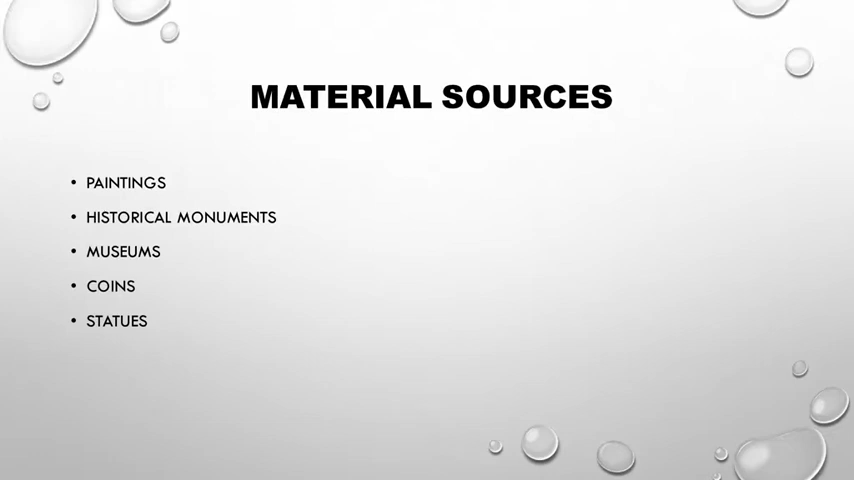 MATERIAL SOURCES
• PAINTINGS
• HISTORICAL MONUMENTS
• MUSEUMS
• COINS
• STATUES